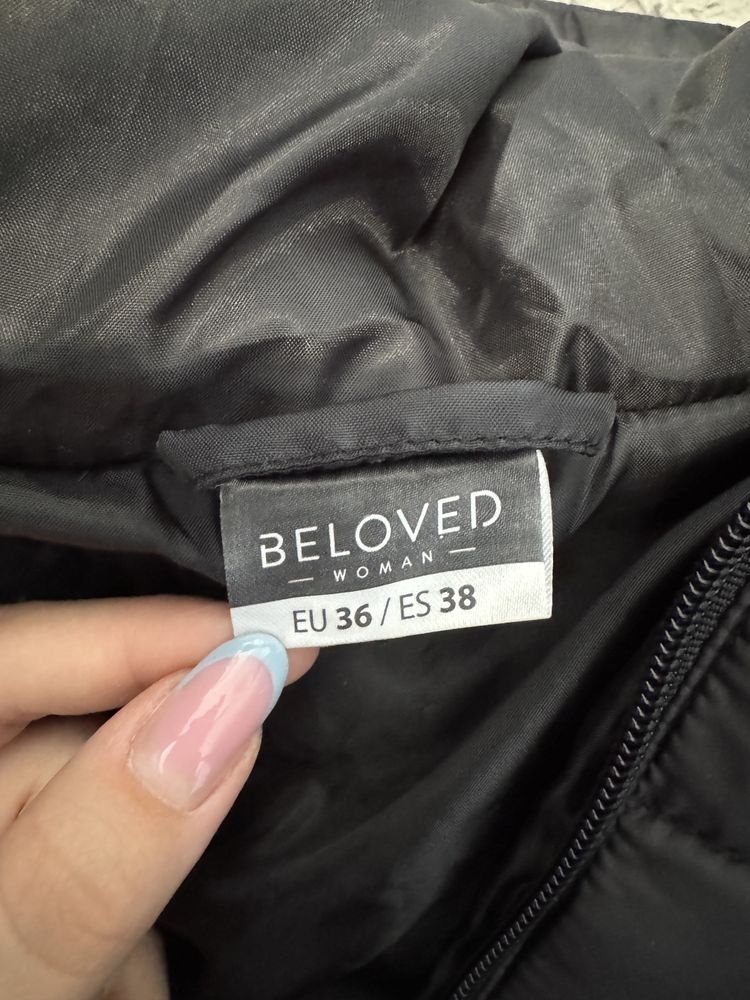 BELOVED
— WOMAN —
EU 36 / ES 38